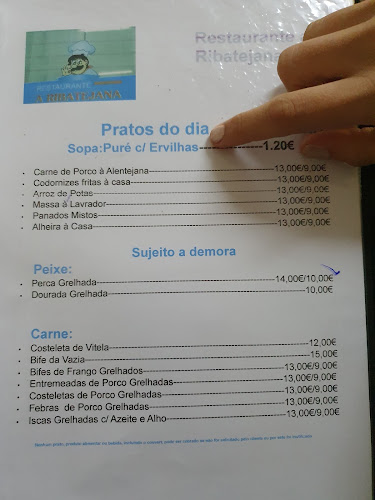 RESTAURANTE
A RIBATEJANA
Restaurante
Ribatejana
Pratos do dia
Sopa:Puré c/ Ervilhas---------------1.20€
Carne de Porco à Alentejana-----------------------------13,00€/9,00€
Codornizes fritas à casa----------------------------------13,00€/9,00€
Arroz de Potas----------------------------------------------13,00€/9,00€
Massa à Lavrador------------------------------------------13,00€/9,00€
Panados Mistos--------------------------------------------13,00€/9,00€
Alheira à Casa----------------------------------------------13,00€/9,00€
Sujeito a demora
Peixe:
Perca Grelhada---------------------------------------------14,00€/10,00€
Dourada Grelhada-------------------------------------------------10,00€
Carne:
Costeleta de Vitela------------------------------------------------12,00€
Bife da Vazia--------------------------------------------------------15,00€
Bifes de Frango Grelhados-------------------------------13,00€/9,00€
Entremeadas de Porco Grelhadas----------------------13,00€/9,00€
Costeletas de Porco Grelhadas-------------------------13,00€/9,00€
Febras de Porco Grelhadas-----------------------------13,00€/9,00€
Iscas Grelhadas c/ Azeite e Alho-----------------------13,00€/9,00€